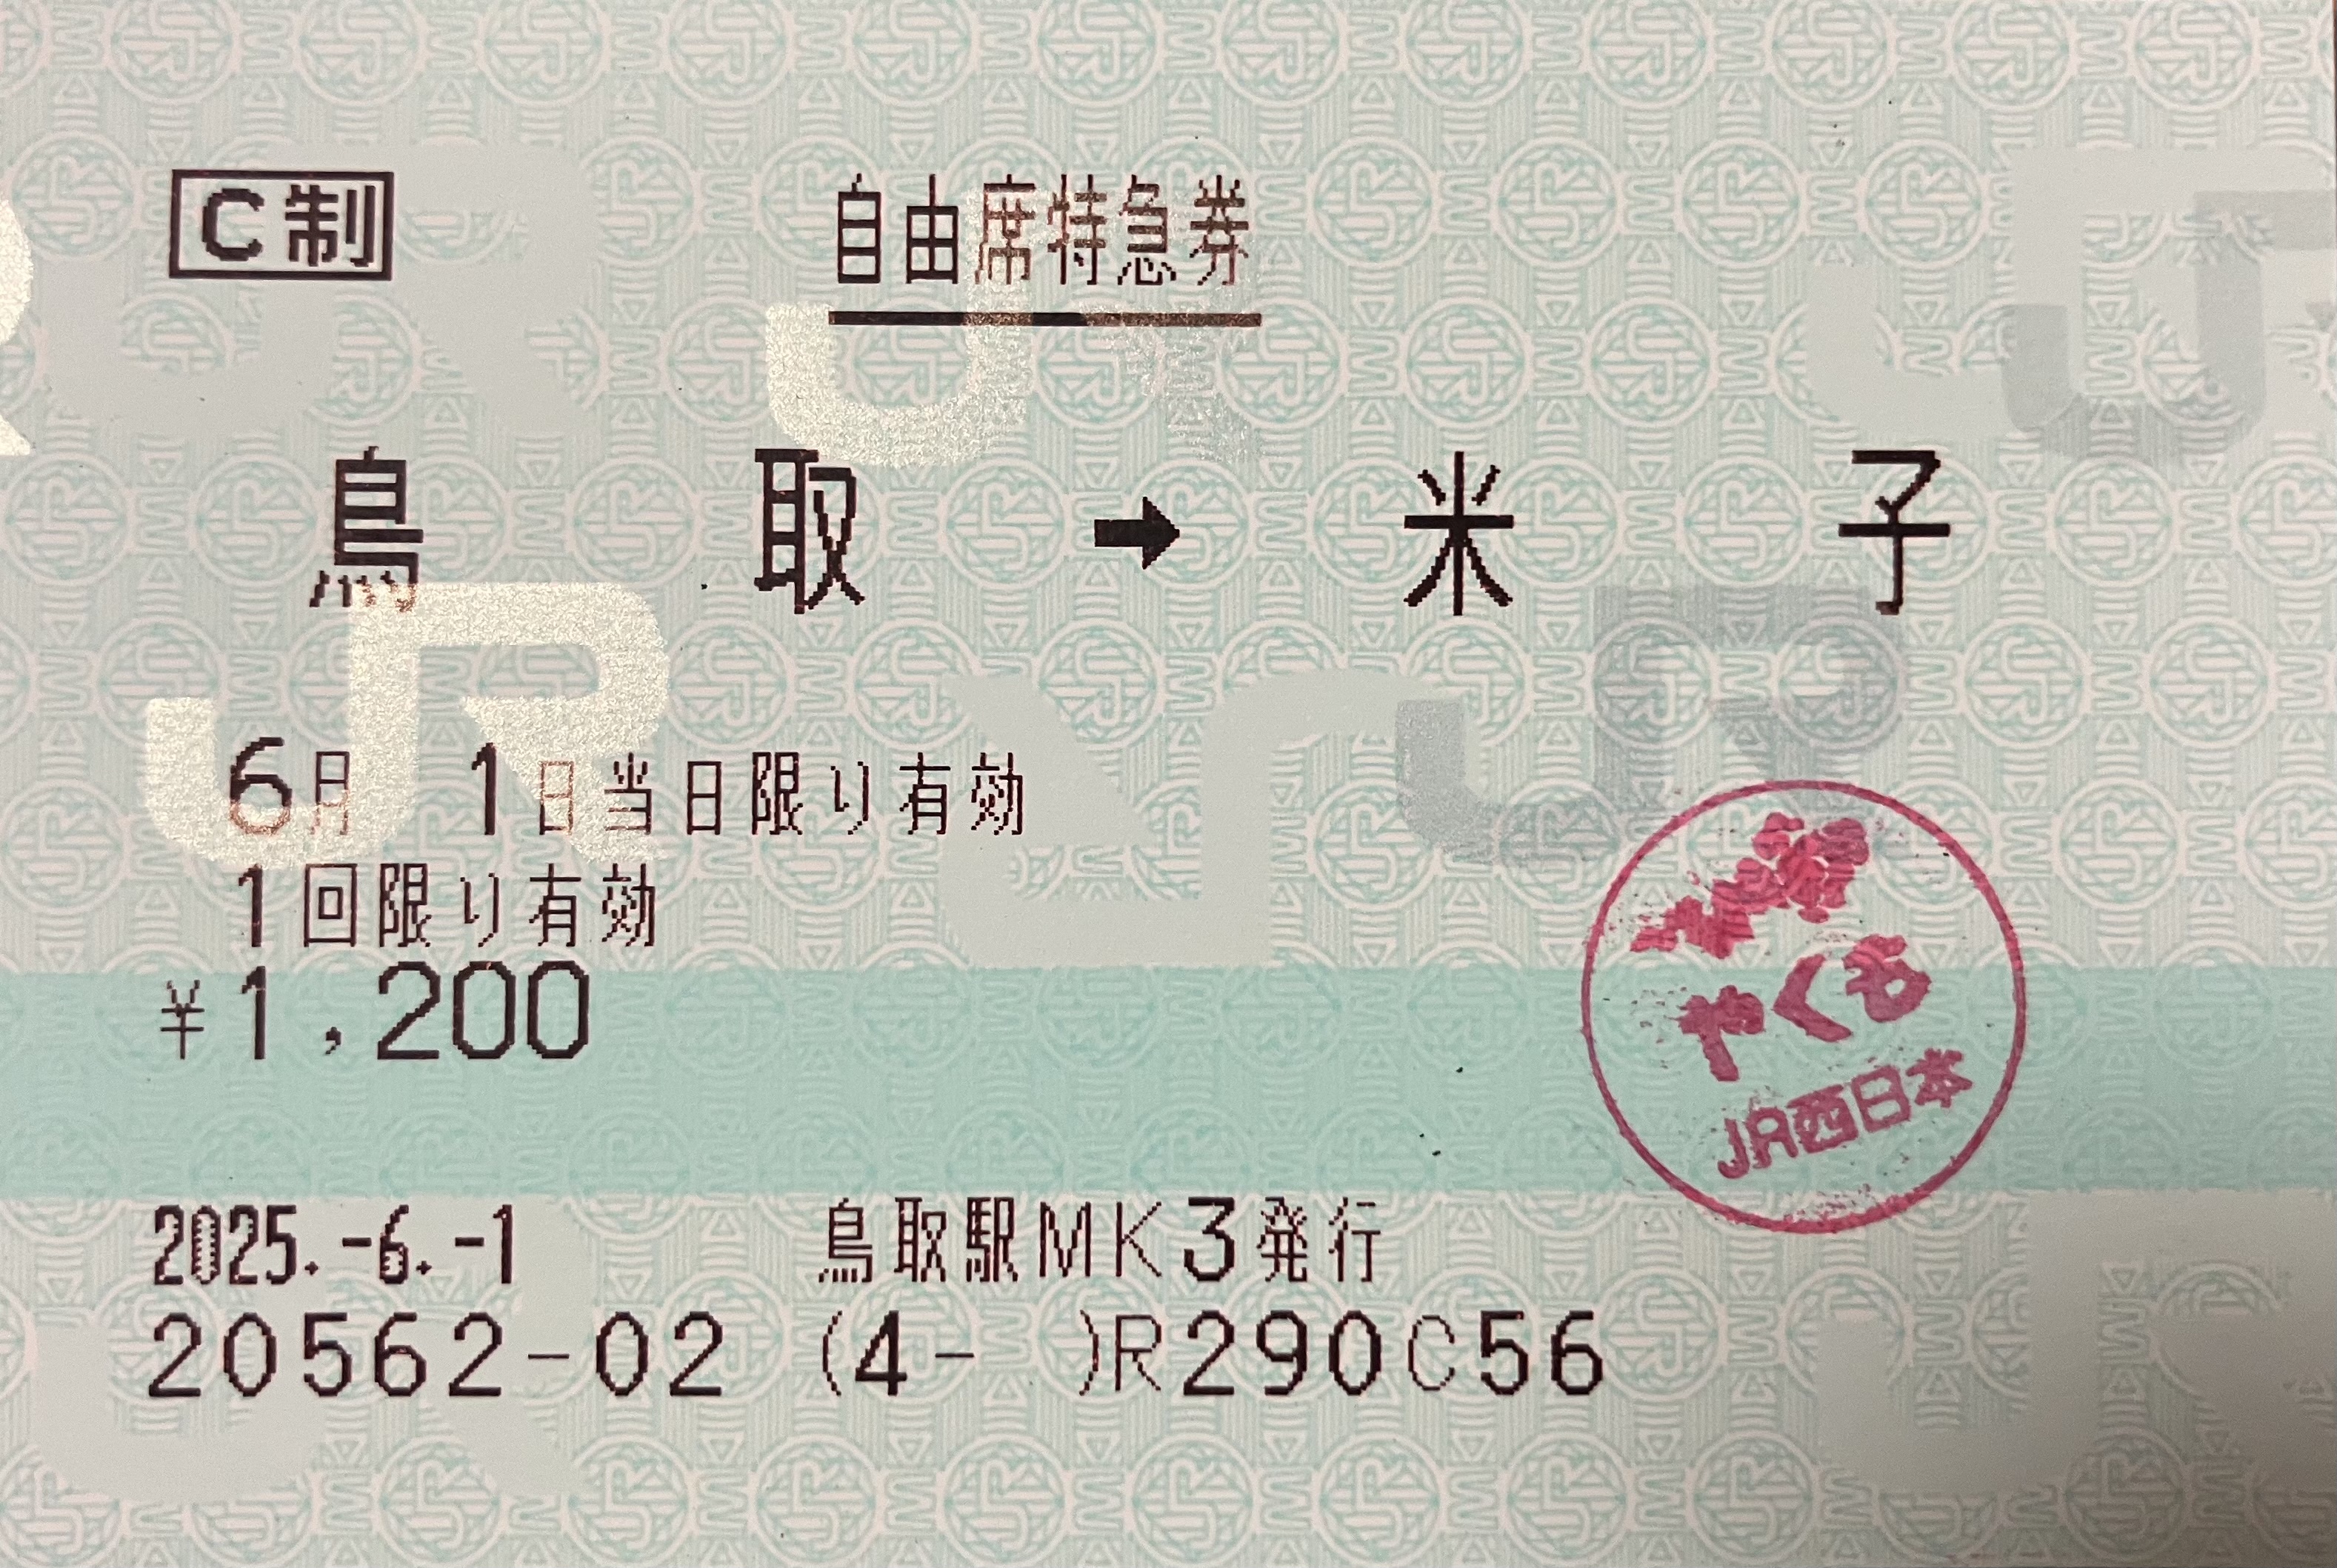 C制
自由席特急券
鳥 取 ➡ 米 子
6月 1日当日限り有効
1回限り有効
¥1,200
やくも
JR西日本
2025.-6.-1 鳥取駅MK3発行
20562-02 (4- )R290C56